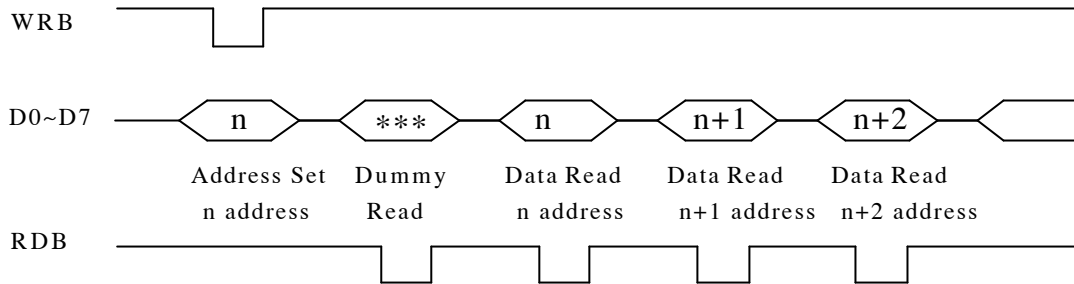 WRB
D0~D7
n
***
n
n+1
n+2
Address Set
n address
Dummy
Read
Data Read
n address
Data Read
n+1 address
Data Read
n+2 address
RDB